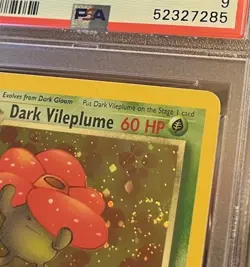 9
PSA 52327285
Evolves from Dark Gloom Put Dark Vileplume on the Stage 1 card
Dark Vileplume 60 HP